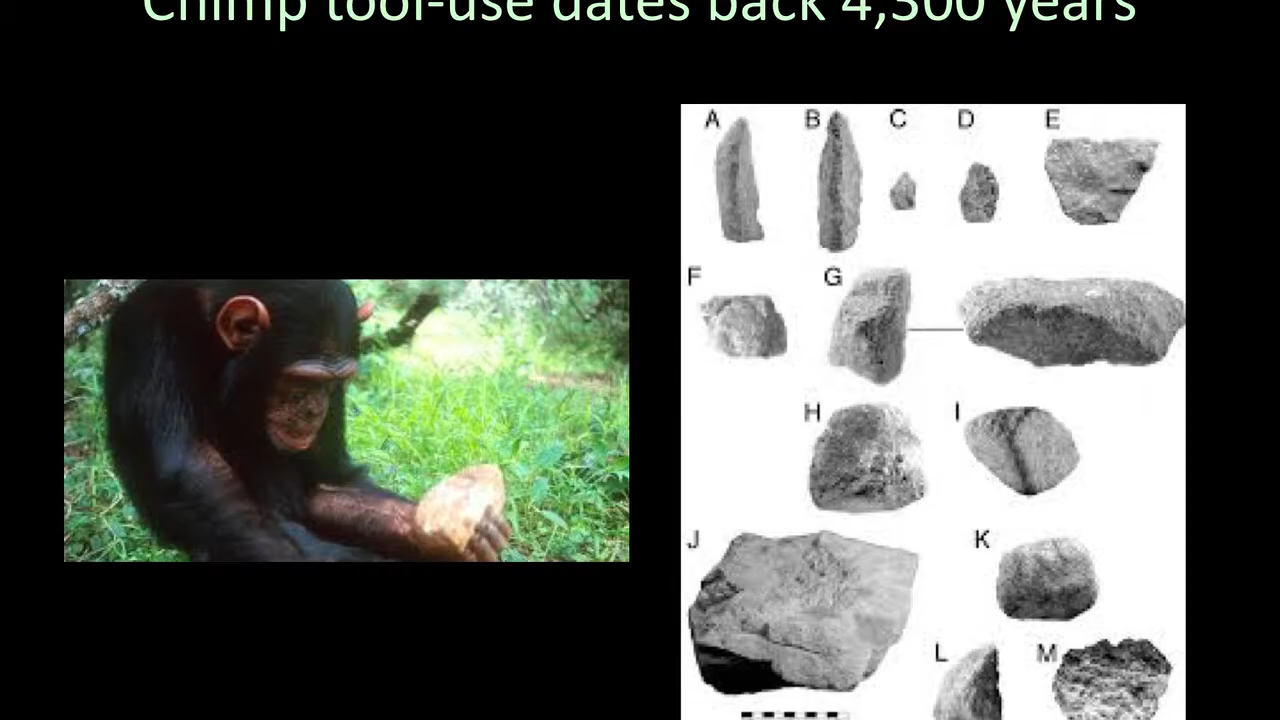 Chimp tool-use dates back 4,300 years
A B C D E
F G
H I
J K
L M